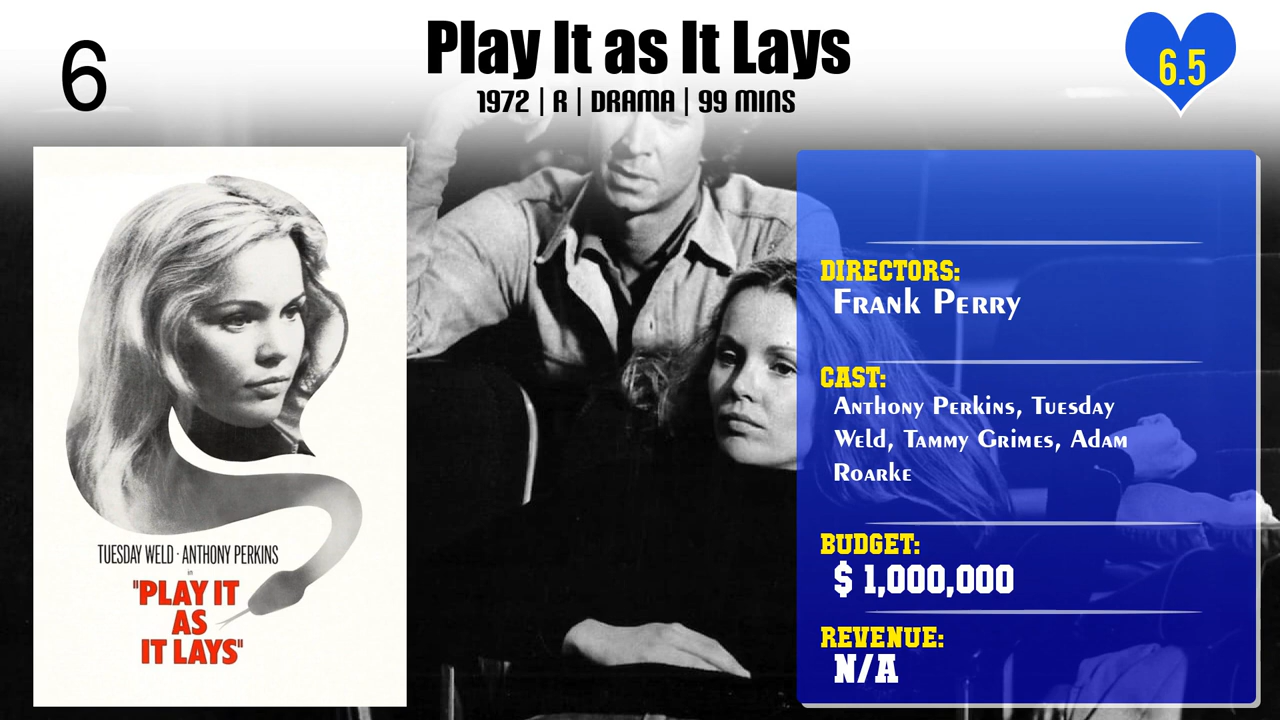 6
Play It as It Lays
1972 | R | DRAMA | 99 MINS
6.5
TUESDAY WELD · ANTHONY PERKINS
in
"PLAY IT
AS
IT LAYS"
DIRECTORS:
Frank Perry
CAST:
Anthony Perkins, Tuesday
Weld, Tammy Grimes, Adam
Roarke
BUDGET:
$ 1,000,000
REVENUE:
N/A